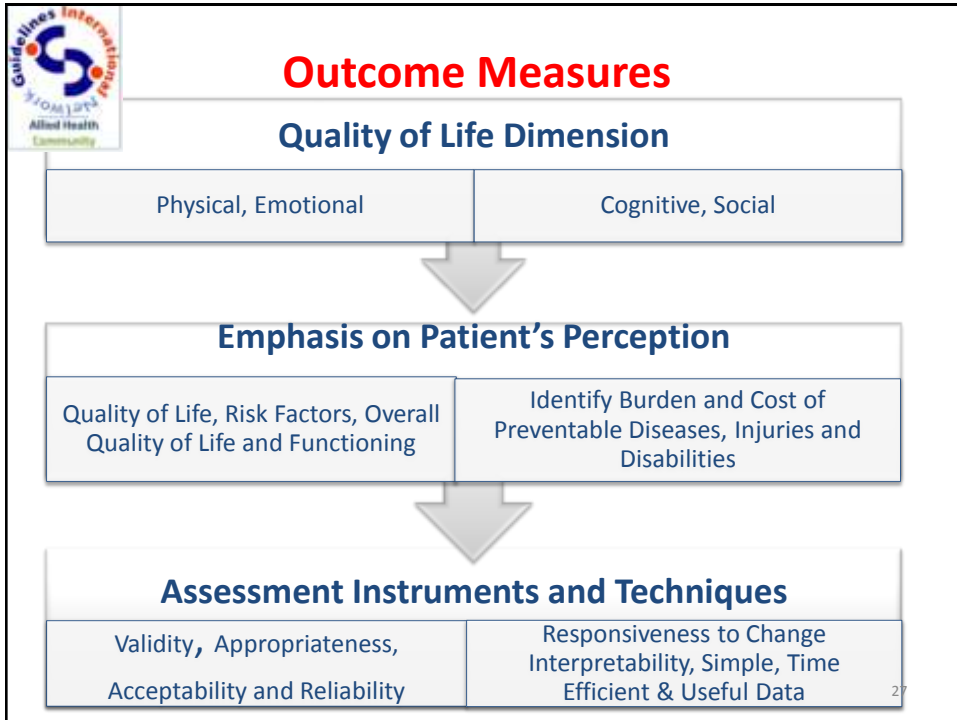 Guidelines International
Network
Allied Health
Community
Outcome Measures
Quality of Life Dimension
Physical, Emotional
Cognitive, Social
Emphasis on Patient's Perception
Quality of Life, Risk Factors, Overall
Quality of Life and Functioning
Identify Burden and Cost of
Preventable Diseases, Injuries and
Disabilities
Assessment Instruments and Techniques
Validity, Appropriateness,
Acceptability and Reliability
Responsiveness to Change
Interpretability, Simple, Time
Efficient & Useful Data
27